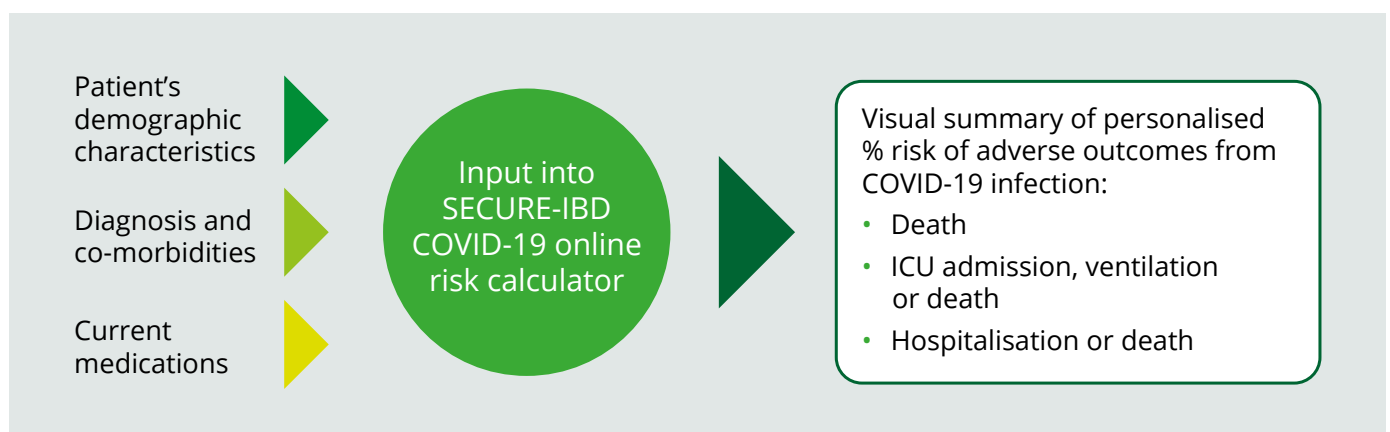 Patient’s
demographic
characteristics
Diagnosis and
co-morbidities
Current
medications
Input into
SECURE-IBD
COVID-19 online
risk calculator
Visual summary of personalised
% risk of adverse outcomes from
COVID-19 infection:
• Death
• ICU admission, ventilation
or death
• Hospitalisation or death